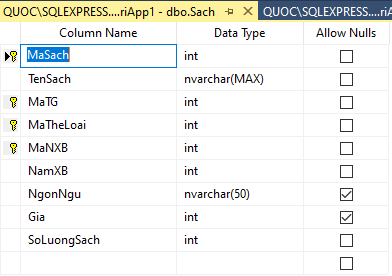 QUOC\SQLEXPRESS....riApp1 - dbo.Sach QUOC\SQLEXPRESS....riA
Column Name Data Type Allow Nulls
MaSach int
TenSach nvarchar(MAX)
MaTG int
MaTheLoai int
MaNXB int
NamXB int
NgonNgu nvarchar(50)
Gia int
SoLuongSach int